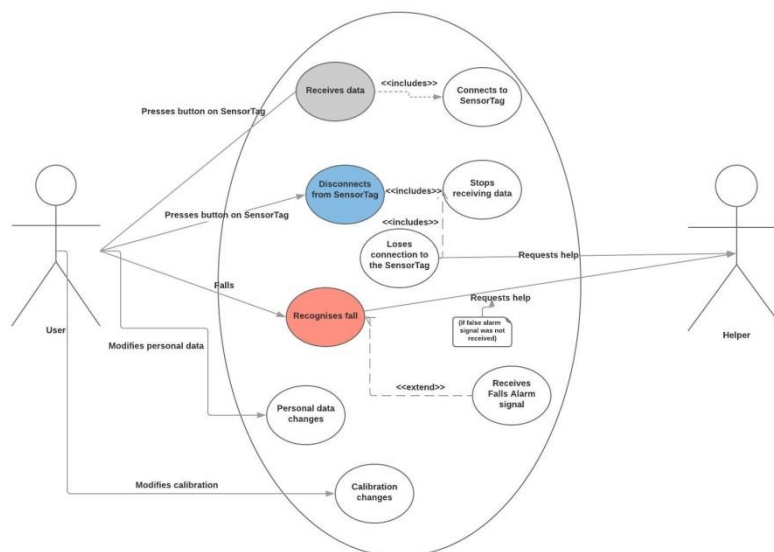 <<includes>>
Receives data
Connects to
SensorTag
Presses button on SensorTag
Disconnects
from SensorTag
<<includes>>
Stops
receiving data
Presses button on SensorTag
<<includes>>
Loses
connection to
the SensorTag
Requests help
Falls
Recognises fall
Requests help
(if false alarm
signal was not
received)
User
Helper
Modifies personal data
<<extend>>
Receives
Falls Alarm
signal
Personal data
changes
Modifies calibration
Calibration
changes